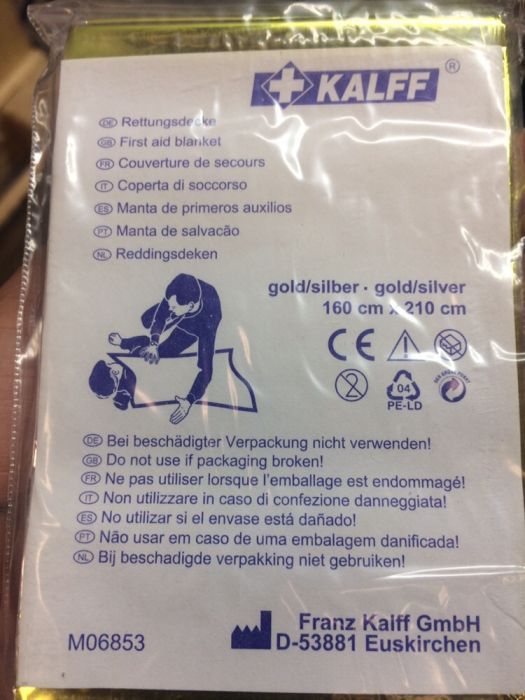 KALFF ®
DE Rettungsdecke
GB First aid blanket
FR Couverture de secours
IT Coperta di soccorso
ES Manta de primeros auxilios
PT Manta de salvacão
NL Reddingsdeken
gold/silber · gold/silver
160 cm x 210 cm
CE
2
04
PE-LD
DE Bei beschädigter Verpackung nicht verwenden!
GB Do not use if packaging broken!
FR Ne pas utiliser lorsque l'emballage est endommagé!
IT Non utilizzare in caso di confezione danneggiata!
ES No utilizar si el envase está dañado!
PT Não usar em caso de uma embalagem danificada!
NL Bij beschadigde verpakking niet gebruiken!
Franz Kalff GmbH
M06853 D-53881 Euskirchen